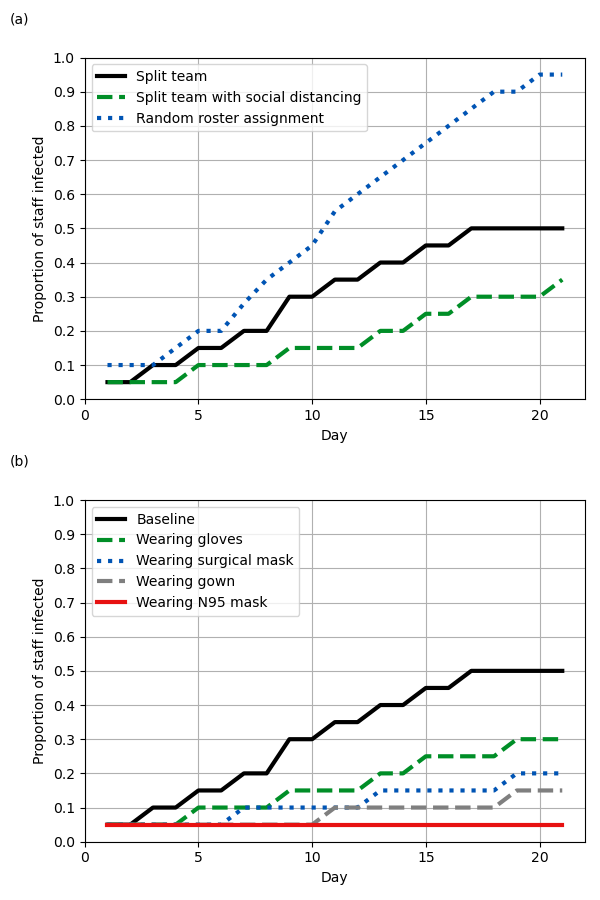 (a)
1.0
0.9
0.8
0.7
0.6
0.5
0.4
0.3
0.2
0.1
0.0
Proportion of staff infected
Split team
Split team with social distancing
Random roster assignment
0 5 10 15 20
Day
(b)
1.0
0.9
0.8
0.7
0.6
0.5
0.4
0.3
0.2
0.1
0.0
Proportion of staff infected
Baseline
Wearing gloves
Wearing surgical mask
Wearing gown
Wearing N95 mask
0 5 10 15 20
Day